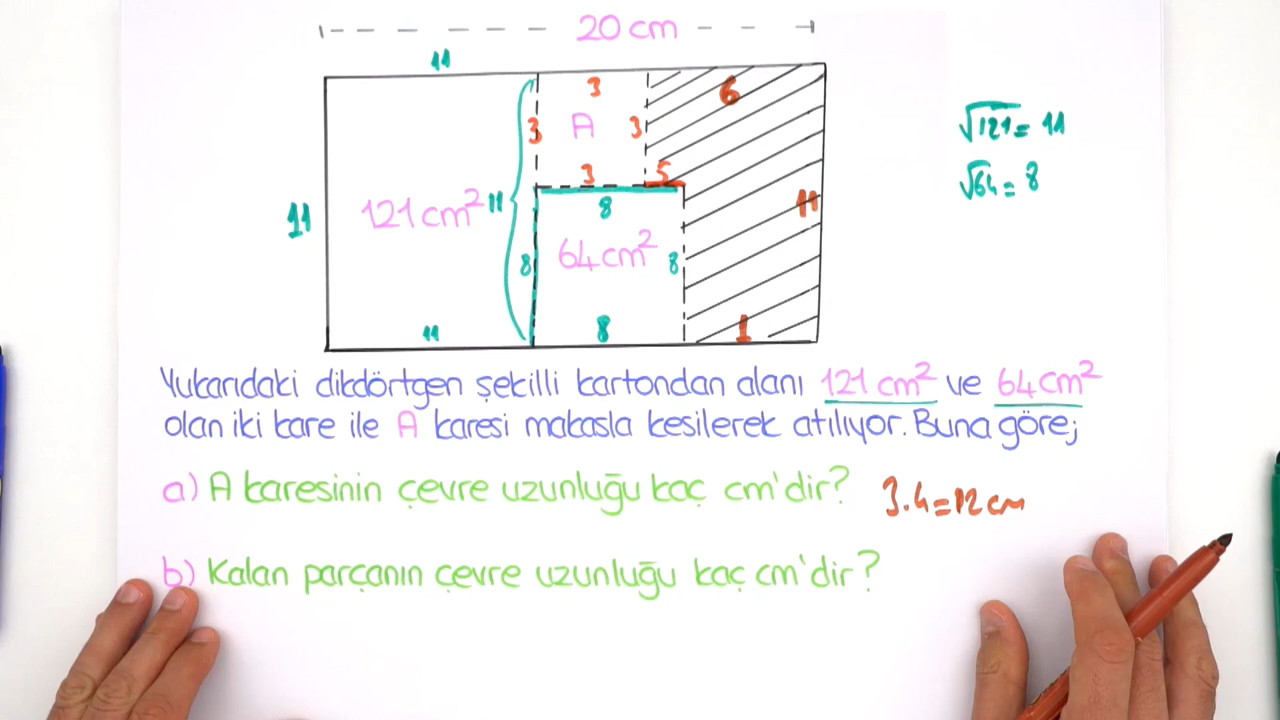 20 cm
11
3
6
3
A
3
√121 = 11
3
5
√64 = 8
11
121 cm²
11
8
11
8
64 cm²
8
11
8
1
Yukarıdaki dikdörtgen şekilli kartondan alanı 121 cm² ve 64 cm²
olan iki kare ile A karesi makasla kesilerek atılıyor. Buna göre;
a) A karesinin çevre uzunluğu kaç cm'dir? 3.4=12 cm
b) Kalan parçanın çevre uzunluğu kaç cm'dir?